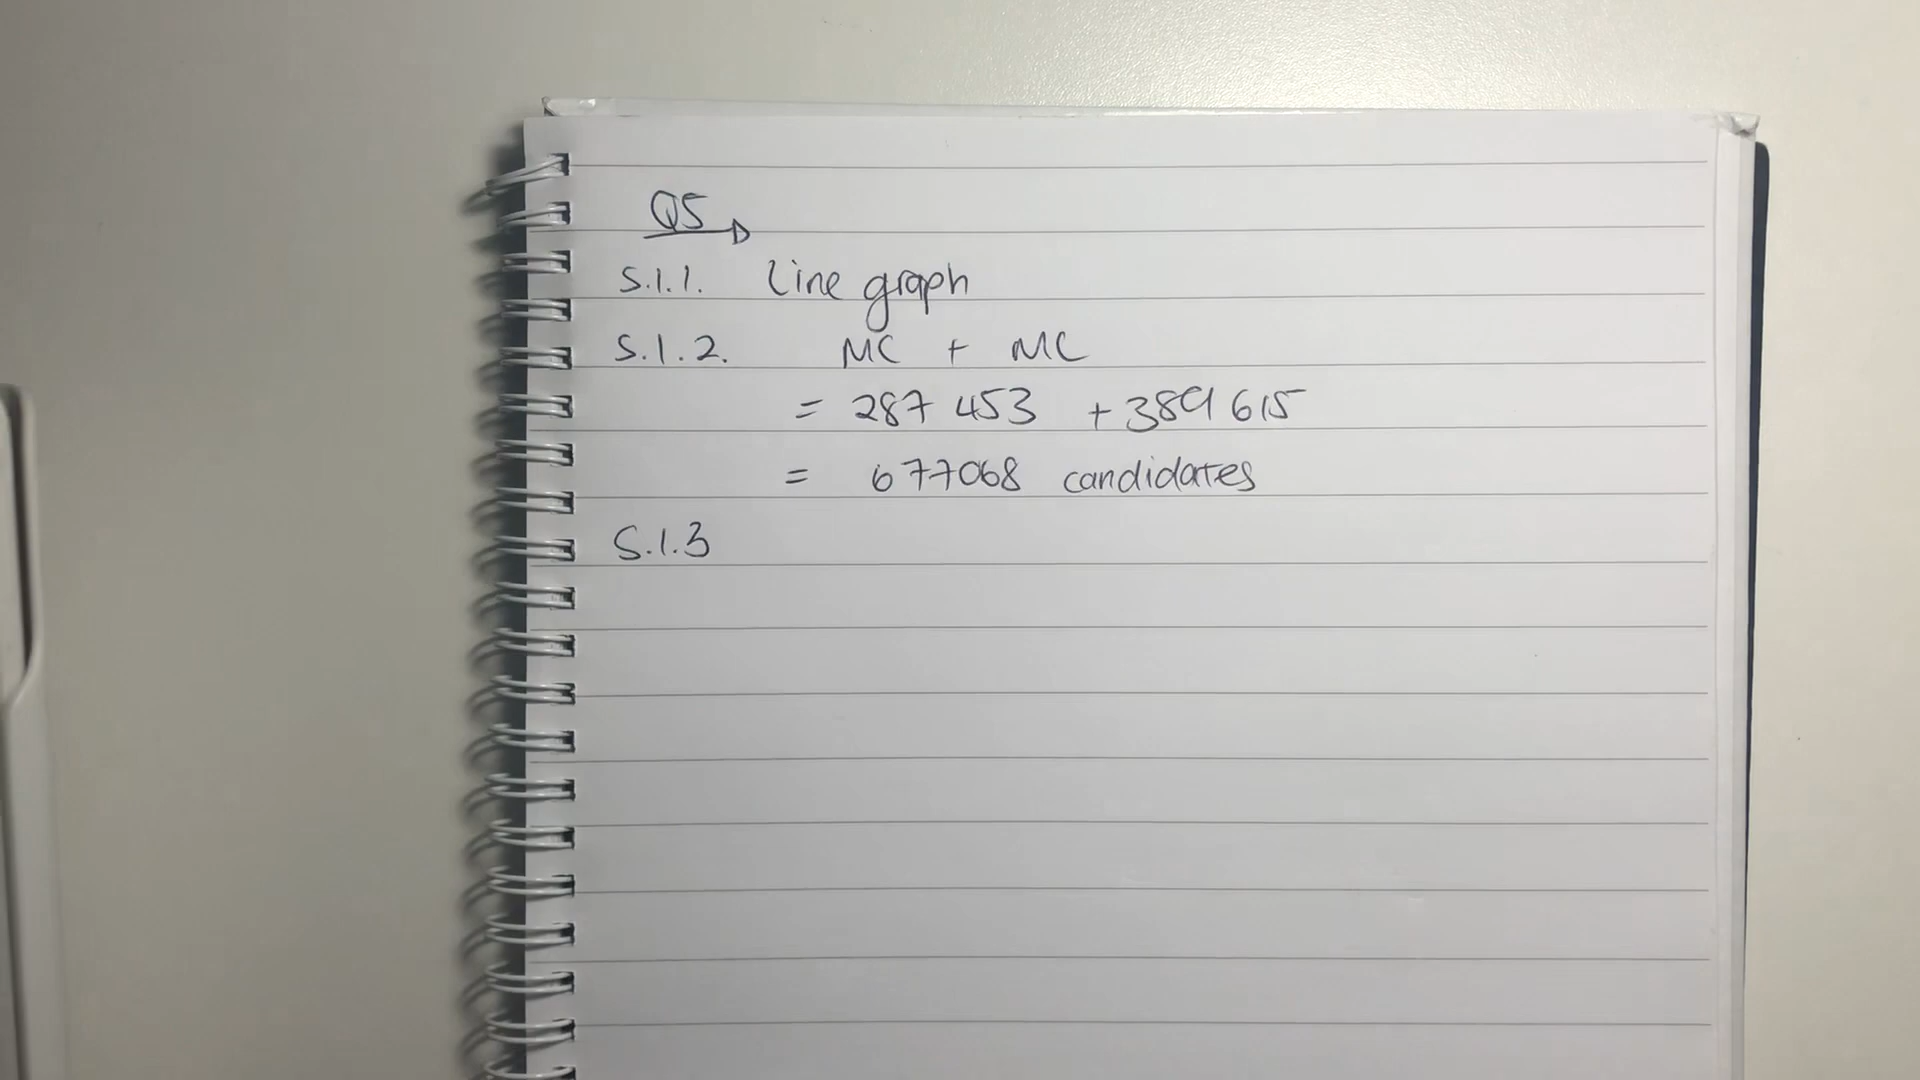 Q5
5.1.1. Line graph
5.1.2. MC + MC
= 287 453 + 389 615
= 677068 candidates
5.1.3